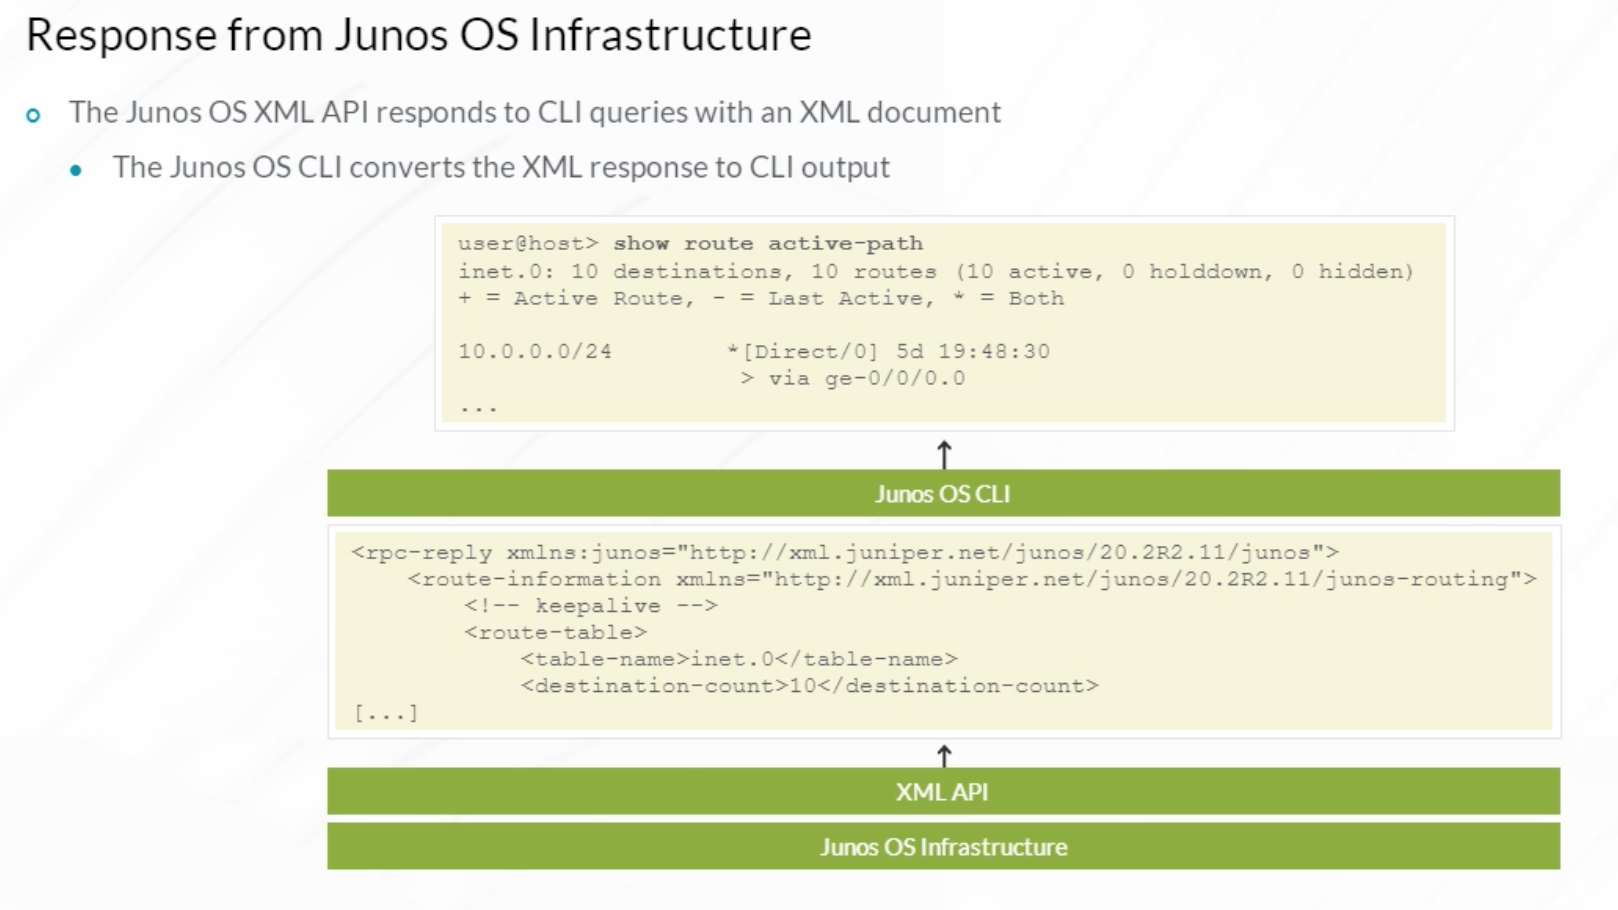 Response from Junos OS Infrastructure
The Junos OS XML API responds to CLI queries with an XML document
The Junos OS CLI converts the XML response to CLI output
user@host> show route active-path
inet.0: 10 destinations, 10 routes (10 active, 0 holddown, 0 hidden)
+ = Active Route, - = Last Active, * = Both
10.0.0.0/24 *[Direct/0] 5d 19:48:30
> via ge-0/0/0.0
...
Junos OS CLI
<rpc-reply xmlns:junos="http://xml.juniper.net/junos/20.2R2.11/junos">
<route-information xmlns="http://xml.juniper.net/junos/20.2R2.11/junos-routing">
<!-- keepalive -->
<route-table>
<table-name>inet.0</table-name>
<destination-count>10</destination-count>
[...]
XML API
Junos OS Infrastructure